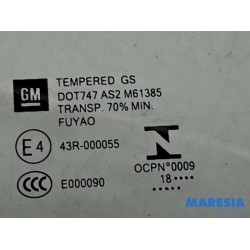 GM
TEMPERED GS
DOT747 AS2 M61385
TRANSP. 70% MIN.
FUYAO
E4 43R-000055
N
OCPN°0009
18
CCC E000090
MARESIA